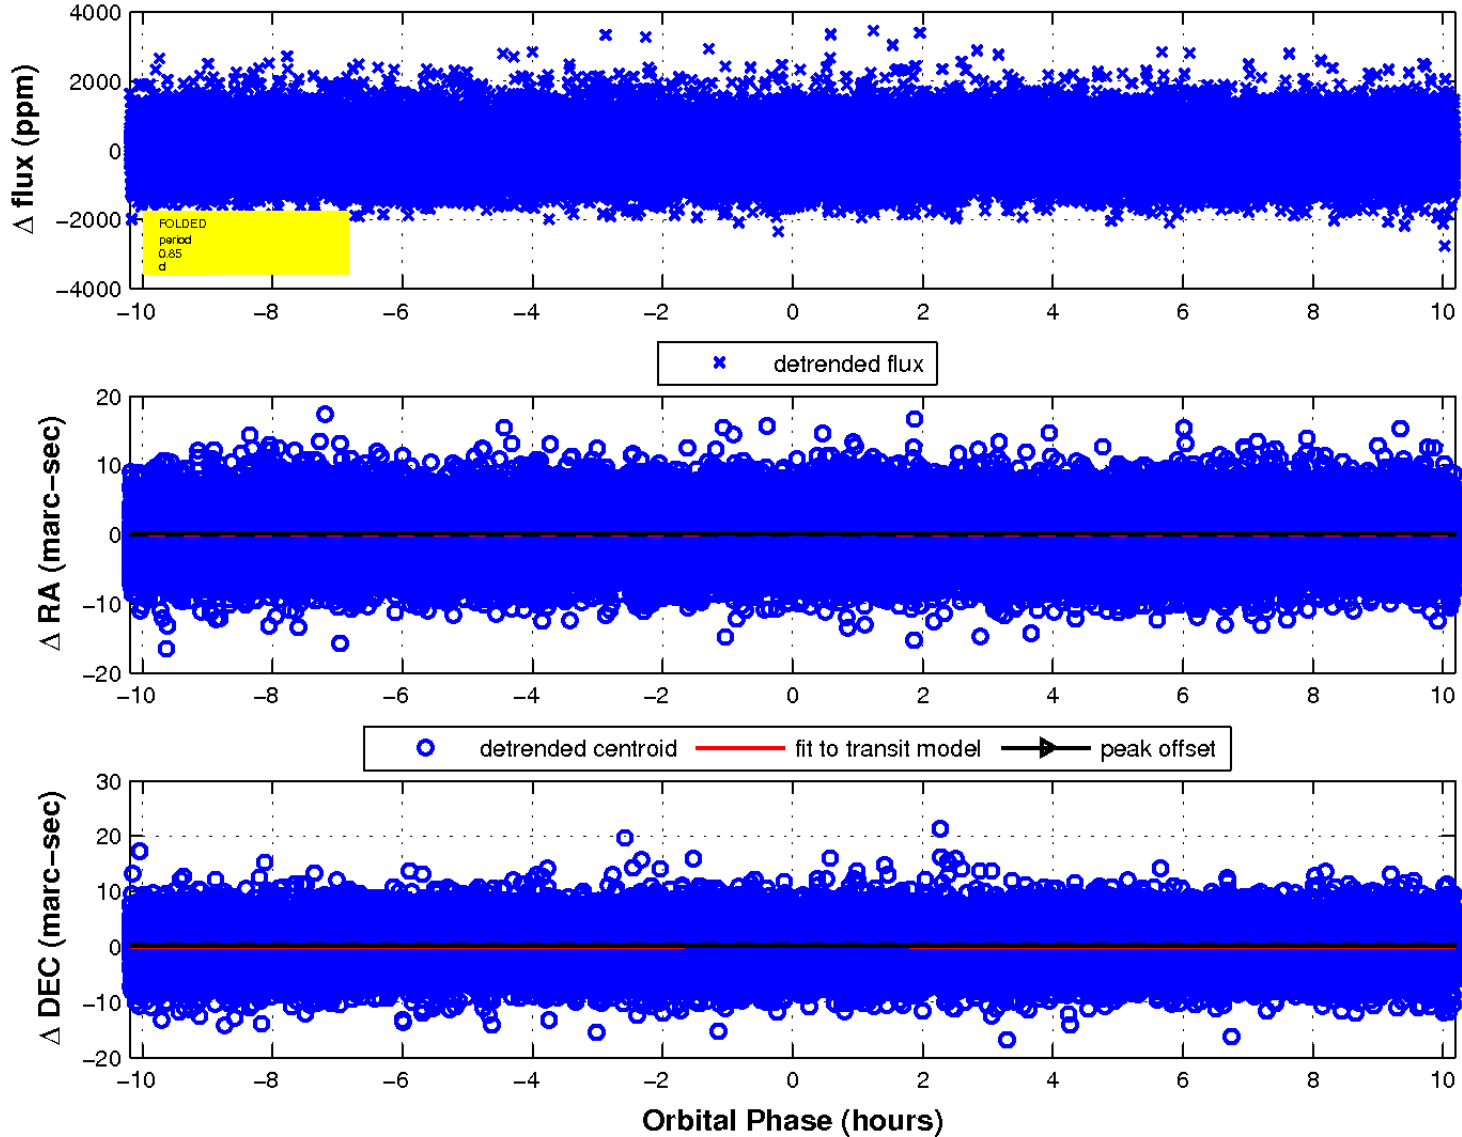 4000
2000
0
−2000
−4000
Δ flux (ppm)
FOLDED
period
0.85
d
−10 −8 −6 −4 −2 0 2 4 6 8 10
detrended flux
20
10
0
−10
−20
Δ RA (marc−sec)
−10 −8 −6 −4 −2 0 2 4 6 8 10
detrended centroid fit to transit model peak offset
30
20
10
0
−10
−20
Δ DEC (marc−sec)
−10 −8 −6 −4 −2 0 2 4 6 8 10
Orbital Phase (hours)